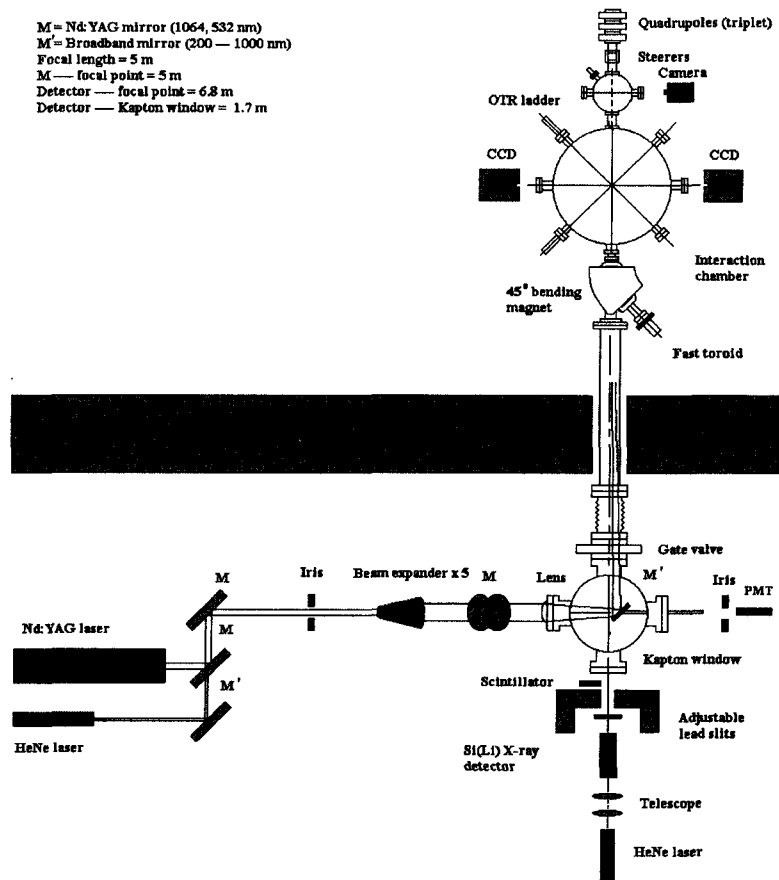 M = Nd:YAG mirror (1064, 532 nm)
M' = Broadband mirror (200 — 1000 nm)
Focal length = 5 m
M — focal point = 5 m
Detector — focal point = 6.8 m
Detector — Kapton window = 1.7 m
Quadrupoles (triplet)
Steerers
Camera
OTR ladder
CCD
CCD
Interaction
chamber
45° bending
magnet
Fast toroid
Gate valve
Iris
Beam expander x 5
M
Lens
M'
Iris
PMT
M
Nd:YAG laser
M
M'
HeNe laser
Kapton window
Scintillator
Adjustable
lead slits
Si(Li) X-ray
detector
Telescope
HeNe laser